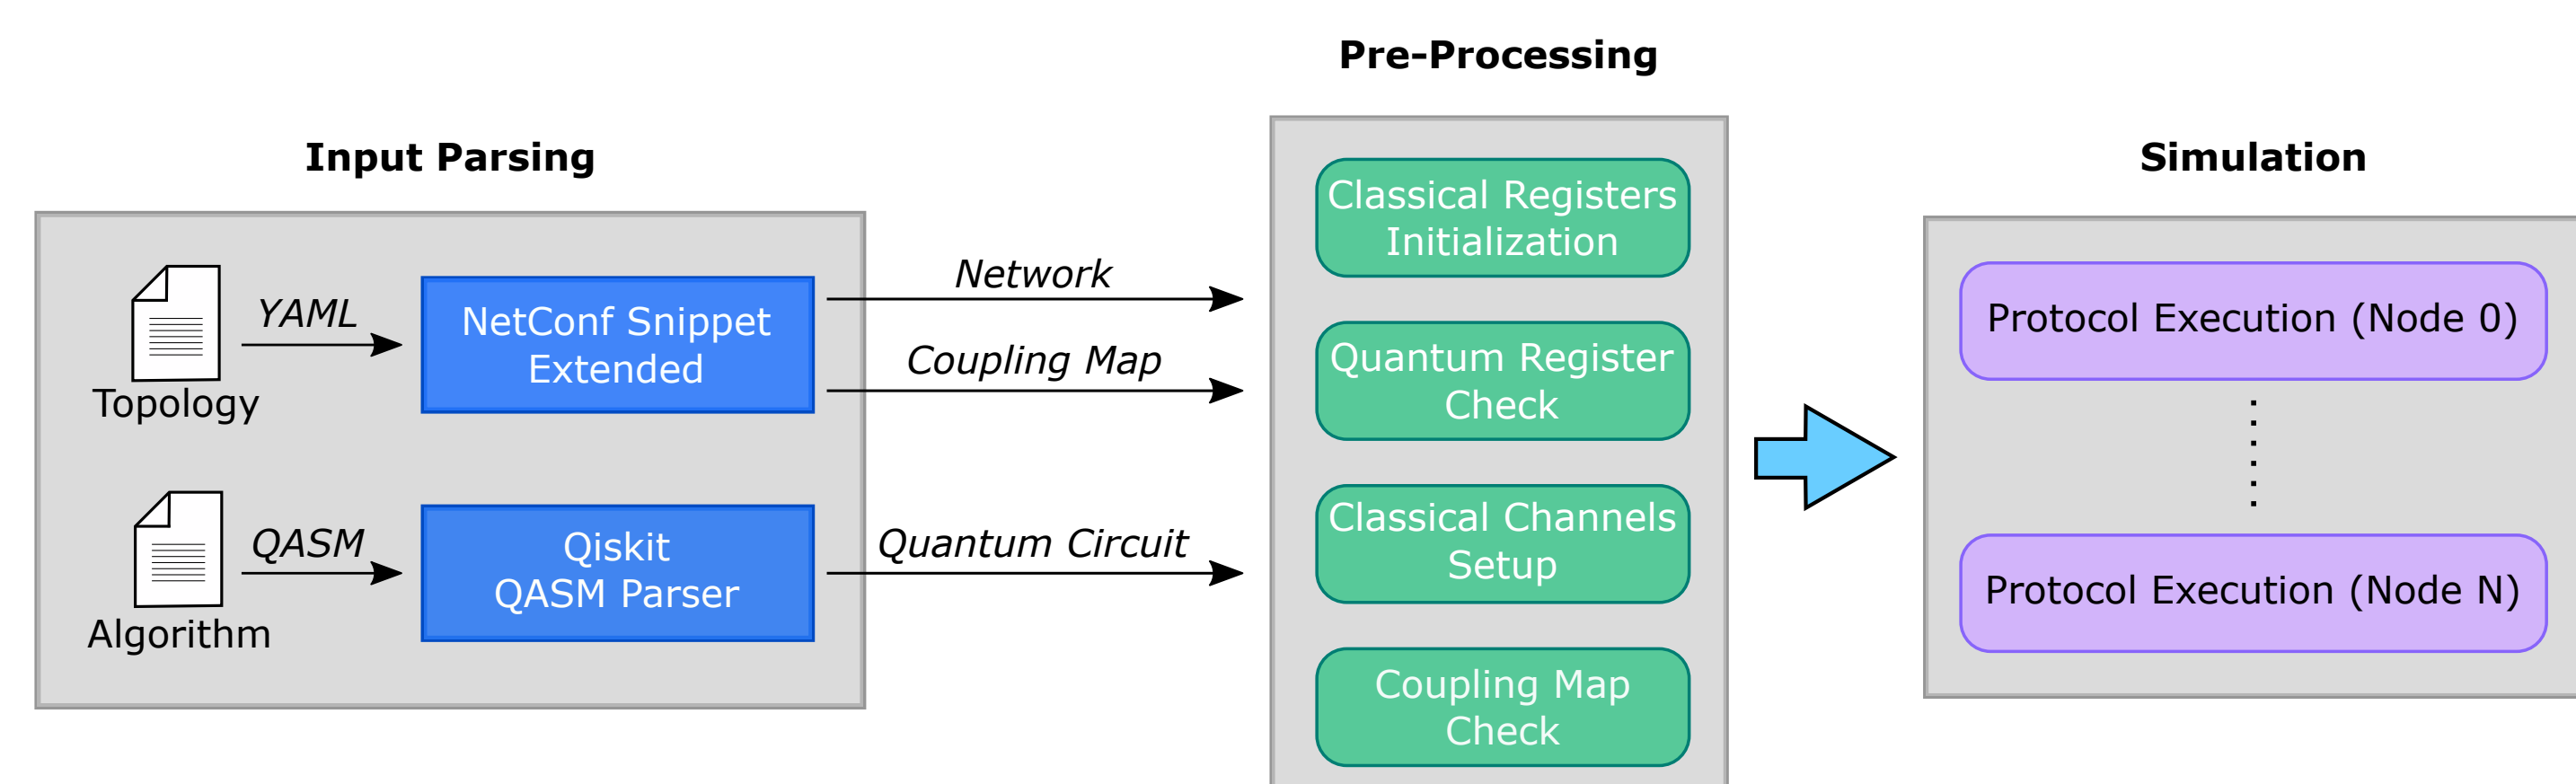 Pre-Processing
Input Parsing
Simulation
YAML
Topology
NetConf Snippet
Extended
QASM
Algorithm
Qiskit
QASM Parser
Network
Coupling Map
Quantum Circuit
Classical Registers
Initialization
Quantum Register
Check
Classical Channels
Setup
Coupling Map
Check
Protocol Execution (Node 0)
Protocol Execution (Node N)